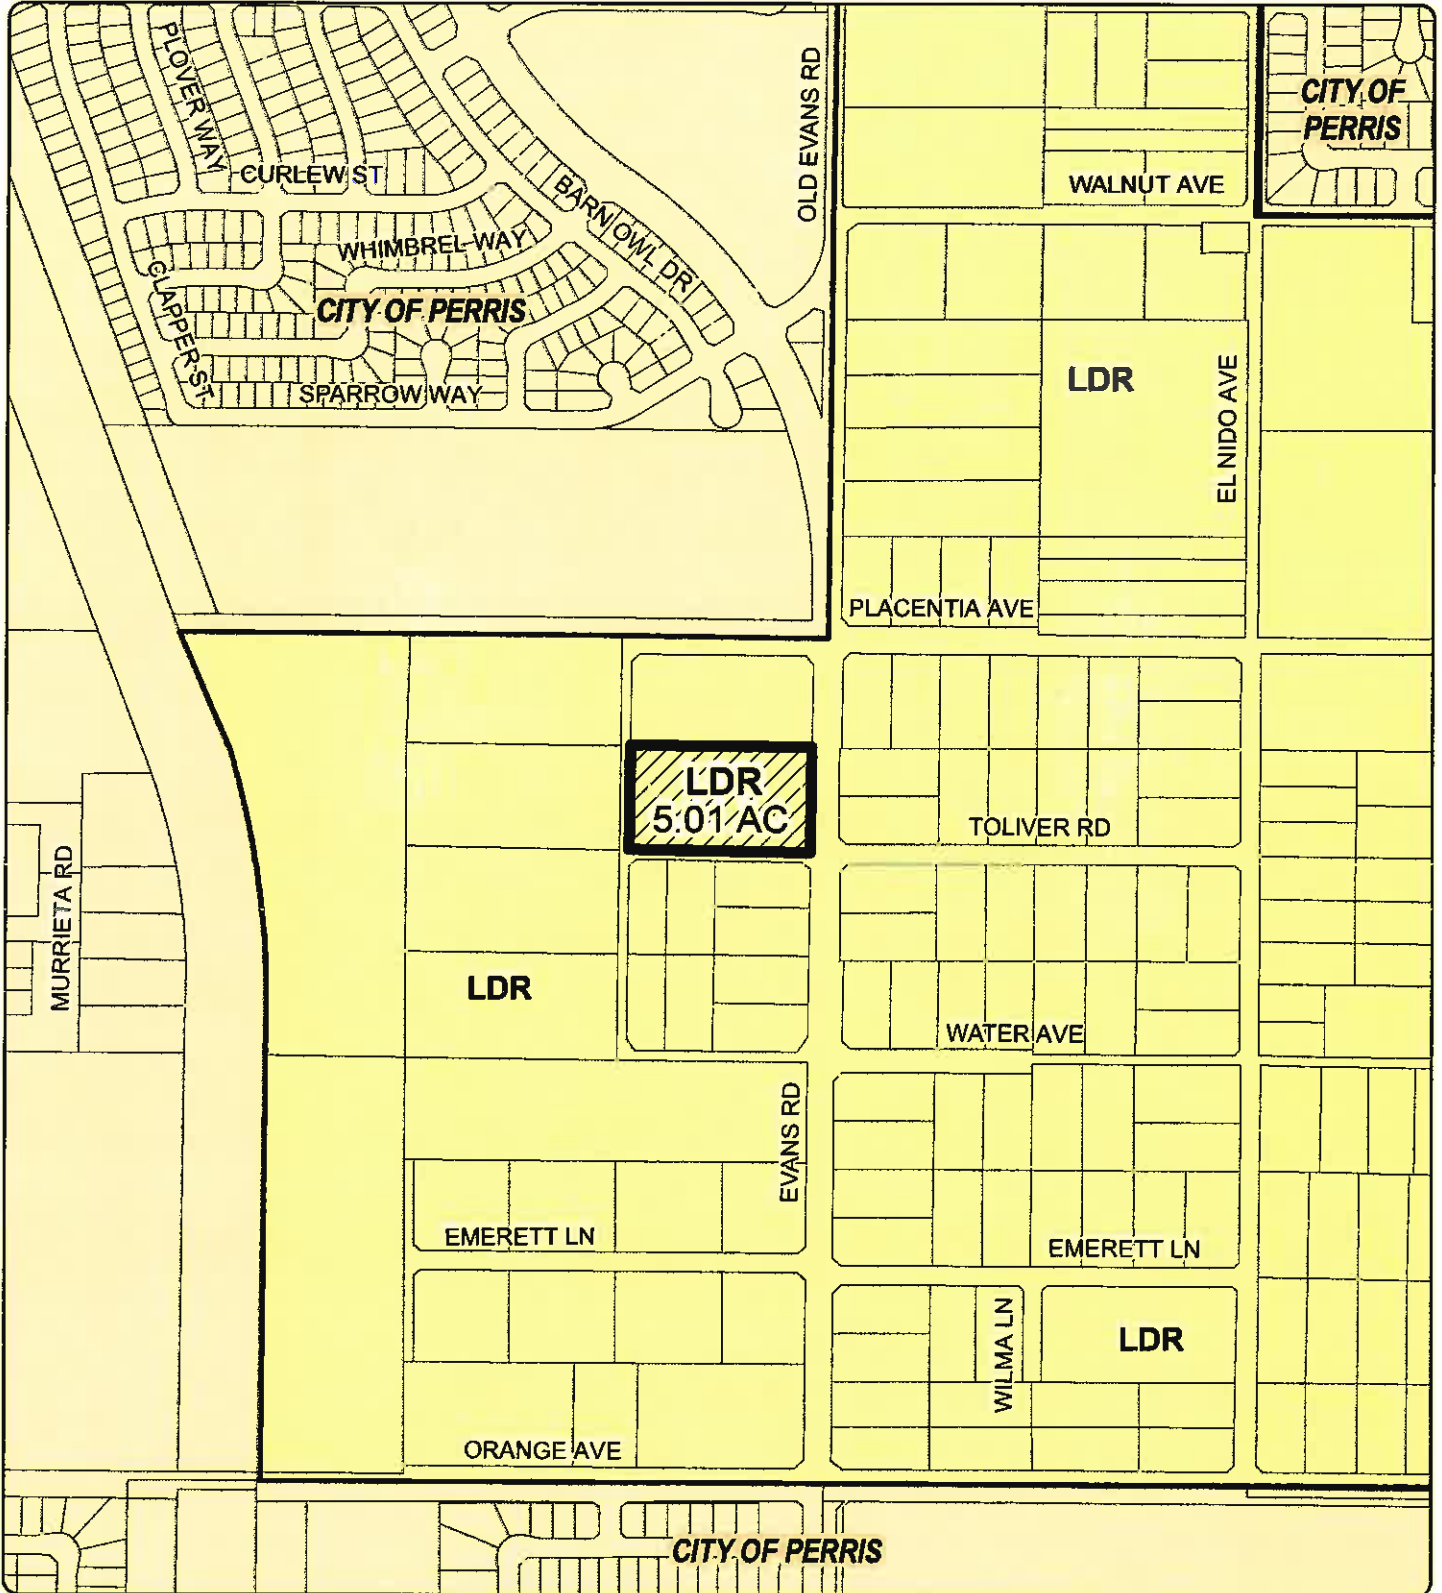 PLOVER WAY
OLD EVANS RD
CITY OF
PERRIS
CURLEW ST
WALNUT AVE
BARN OWL DR
WHIMBREL WAY
CLAPPER ST
CITY OF PERRIS
SPARROW WAY
LDR
EL NIDO AVE
PLACENTIA AVE
LDR
5.01 AC
TOLIVER RD
MURRIETA RD
LDR
WATER AVE
EVANS RD
EMERETT LN
EMERETT LN
WILMA LN
LDR
ORANGE AVE
CITY OF PERRIS